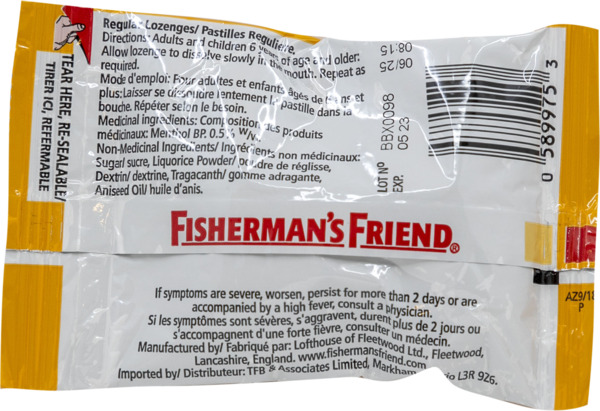 Regular Lozenges/ Pastilles Regulière.
Directions: Adults and children 6 years of age and older:
Allow lozenge to dissolve slowly in the mouth. Repeat as
required.
Mode d'emploi: Pour adultes et enfants âgés de 6 ans et
plus:Laisser se dissoudre lentement la pastille dans la
bouche. Répéter selon le besoin.
Medicinal ingredients: Composition des produits
médicinaux: Menthol BP. 0.5% W/W
Non-Medicinal Ingredients/ Ingrédients non médicinaux:
Sugar/ sucre, Liquorice Powder/ poudre de réglisse,
Dextrin/ dextrine, Tragacanth/ gomme adragante,
Aniseed Oil/ huile d'anis.
TEAR HERE, RE-SEALABLE/
TIRER ICI, REFERMABLE
LOT Nº BBX0098
EXP. 05 23
06/25
08:15
0 5899975 3
FISHERMAN'S FRIEND®
If symptoms are severe, worsen, persist for more than 2 days or are
accompanied by a high fever, consult a physician.
Si les symptômes sont sévères, s'aggravent, durent plus de 2 jours ou
s'accompagnent d'une forte fièvre, consulter un médecin.
Manufactured by/ Fabriqué par: Lofthouse of Fleetwood Ltd., Fleetwood,
Lancashire, England. www.fishermansfriend.com
Imported by/ Distributeur: TFB & Associates Limited, Markham, L3R 9Z6.
AZ9/18
P